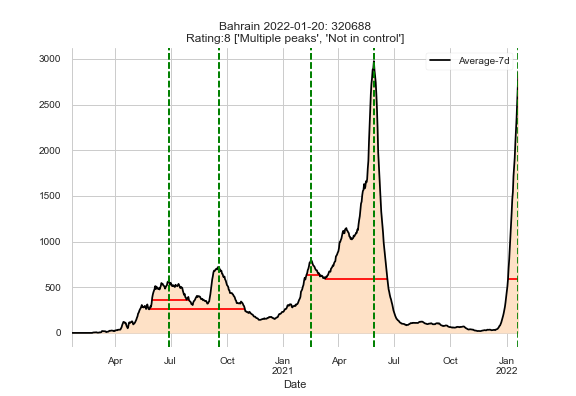 Bahrain 2022-01-20: 320688
Rating:8 ['Multiple peaks', 'Not in control']
Average-7d
3000
2500
2000
1500
1000
500
0
Apr Jul Oct Jan Apr Jul Oct Jan
2021 2022
Date